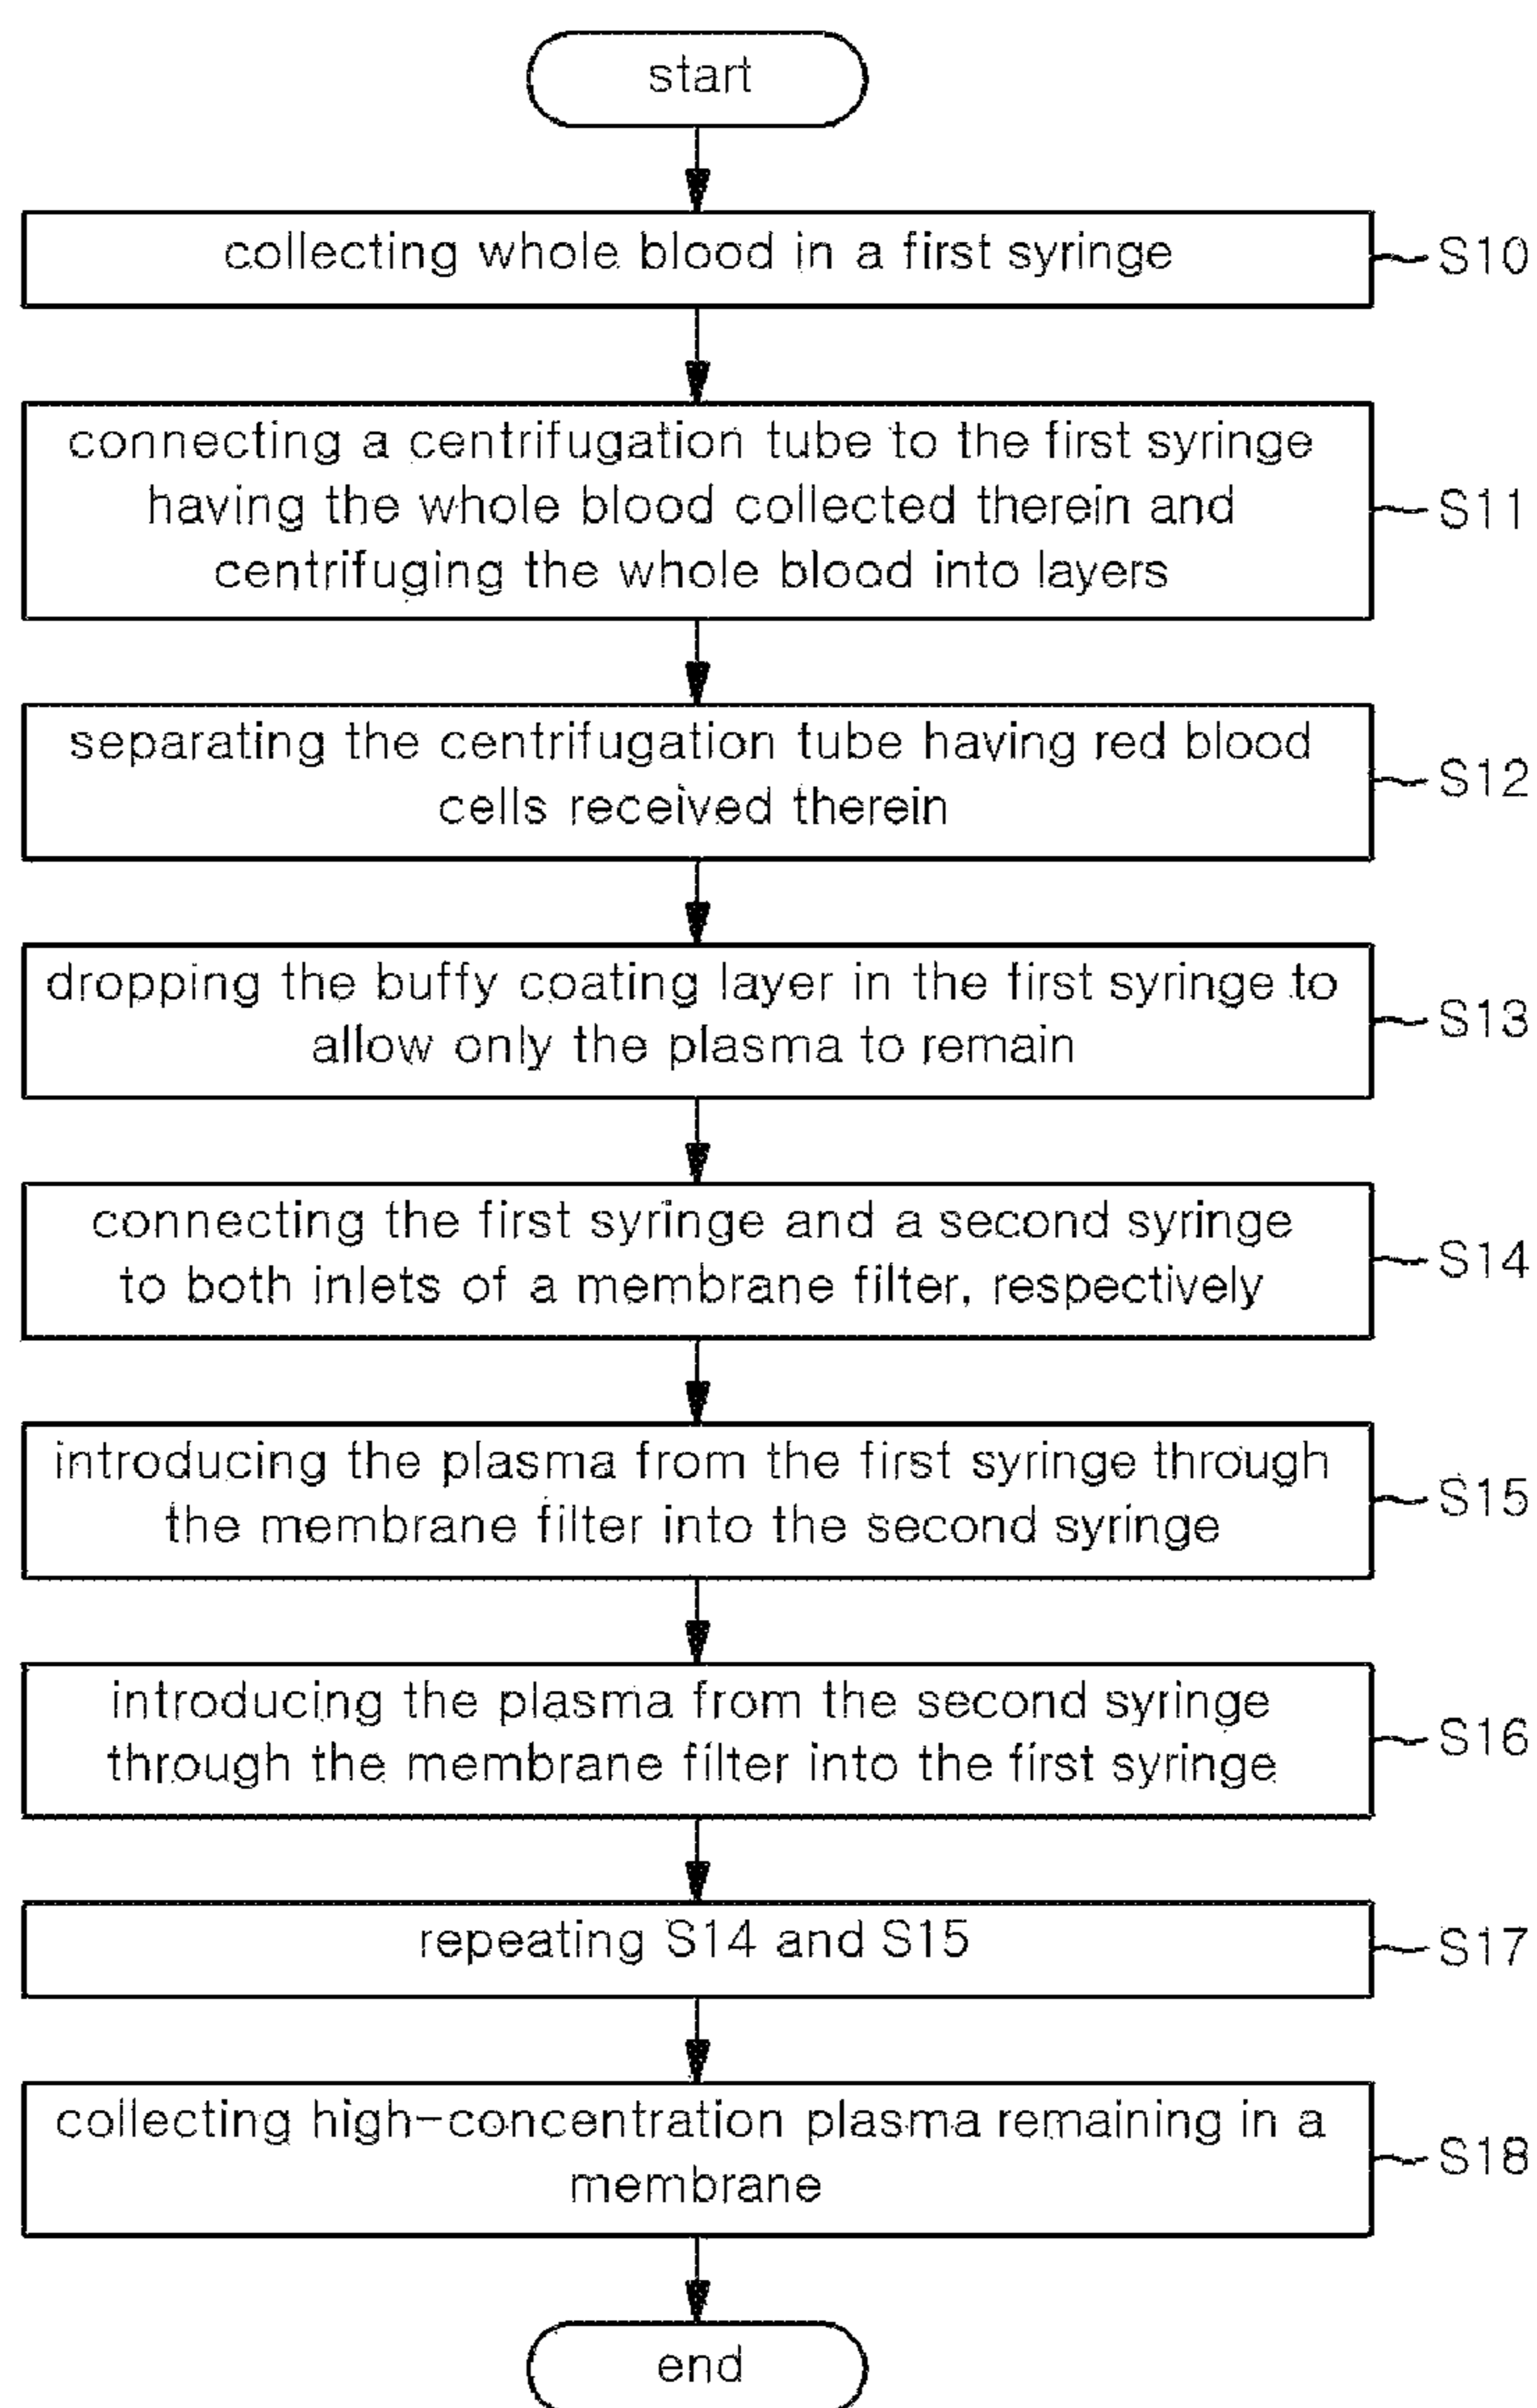 start
collecting whole blood in a first syringe
S10
connecting a centrifugation tube to the first syringe
having the whole blood collected therein and
centrifuging the whole blood into layers
S11
separating the centrifugation tube having red blood
cells received therein
S12
dropping the buffy coating layer in the first syringe to
allow only the plasma to remain
S13
connecting the first syringe and a second syringe
to both inlets of a membrane filter, respectively
S14
introducing the plasma from the first syringe through
the membrane filter into the second syringe
S15
introducing the plasma from the second syringe
through the membrane filter into the first syringe
S16
repeating S14 and S15
S17
collecting high-concentration plasma remaining in a
membrane
S18
end